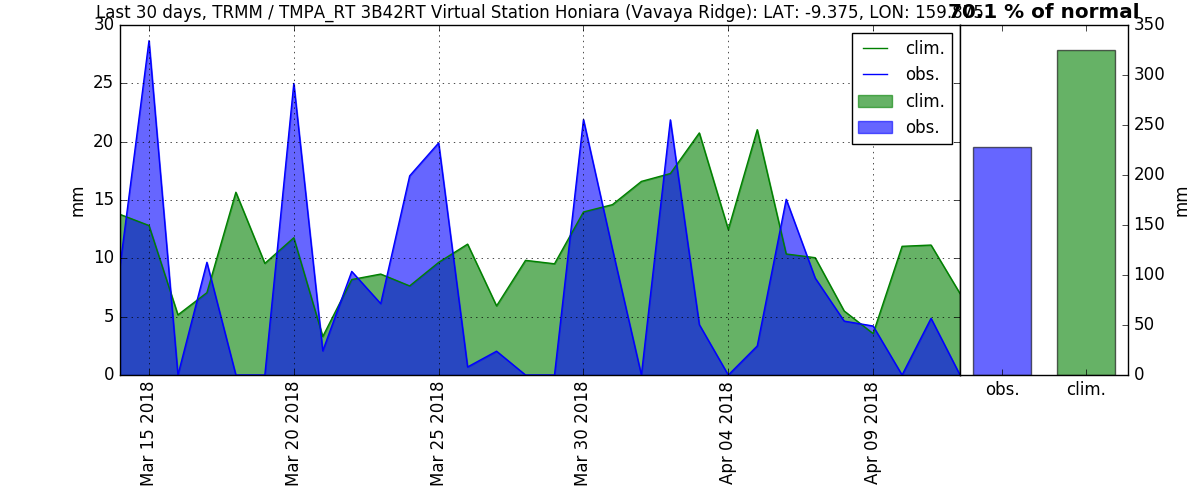 Last 30 days, TRMM / TMPA_RT 3B42RT Virtual Station Honiara (Vavaya Ridge): LAT: -9.375, LON:
70.1 % of normal
30
25
20
15
10
5
0
mm
clim.
obs.
clim.
obs.
Mar 15 2018
Mar 20 2018
Mar 25 2018
Mar 30 2018
Apr 04 2018
Apr 09 2018
350
300
250
200
150
100
50
0
mm
obs.
clim.